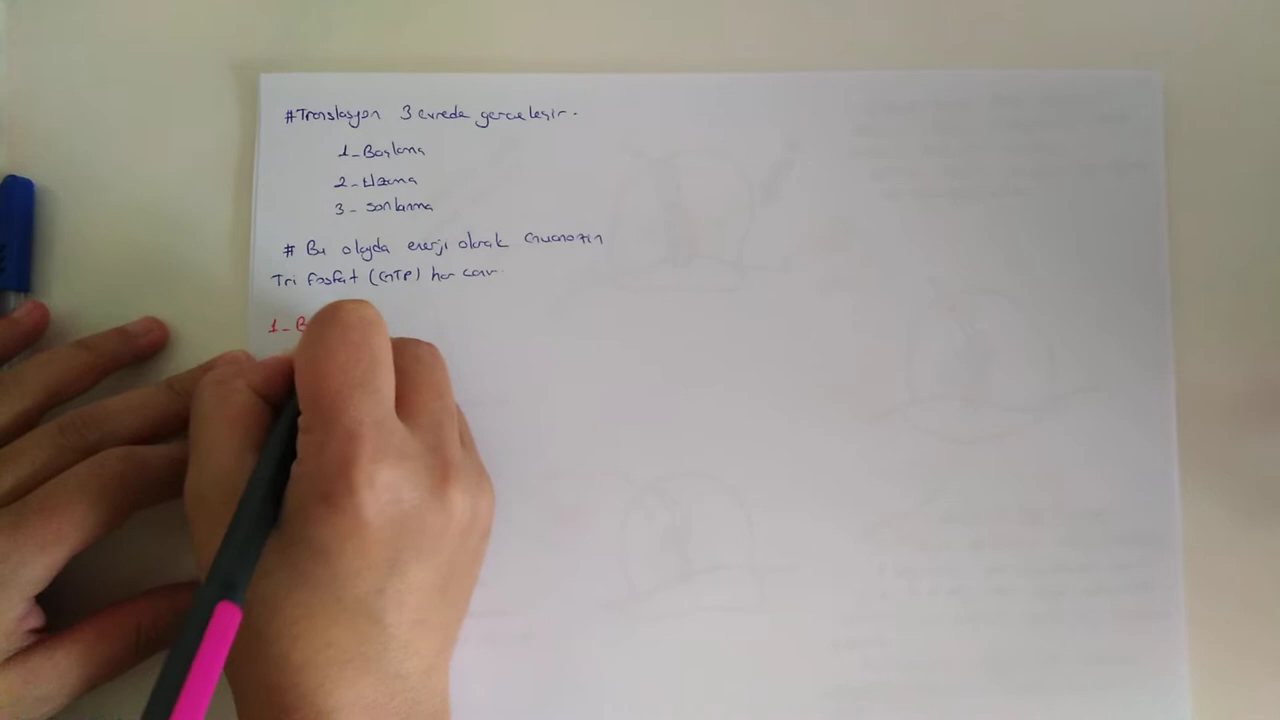 #Translasyon 3 evrede gerçekleşir.
1-Başlama
2-Uzama
3-Sonlanma
# Bu olayda enerji olarak Guanozin
Tri fosfat (GTP) harcanır.
1-B